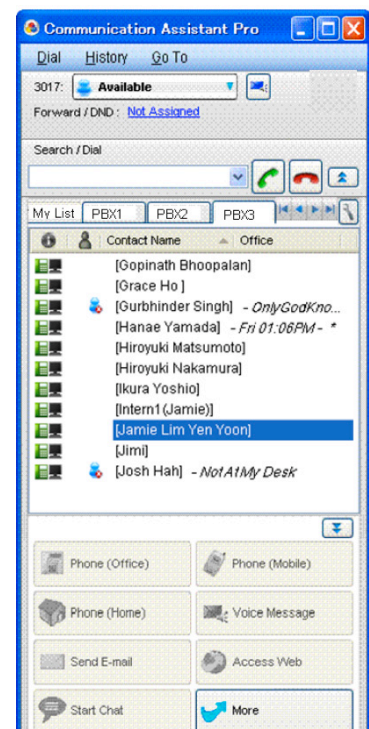 Communication Assistant Pro
Dial History Go To
3017: Available
Forward / DND : Not Assigned
Search / Dial
My List PBX1 PBX2 PBX3
Contact Name Office
[Gopinath Bhoopalan]
[Grace Ho ]
[Gurbhinder Singh] - OnlyGodKno...
[Hanae Yamada] - Fri 01:06PM - *
[Hiroyuki Matsumoto]
[Hiroyuki Nakamura]
[Ikura Yoshio]
[Intern1(Jamie)]
[Jamie Lim Yen Yoon]
[Jimi]
[Josh Hah] - NotAtMy Desk
Phone (Office) Phone (Mobile)
Phone (Home) Voice Message
Send E-mail Access Web
Start Chat More